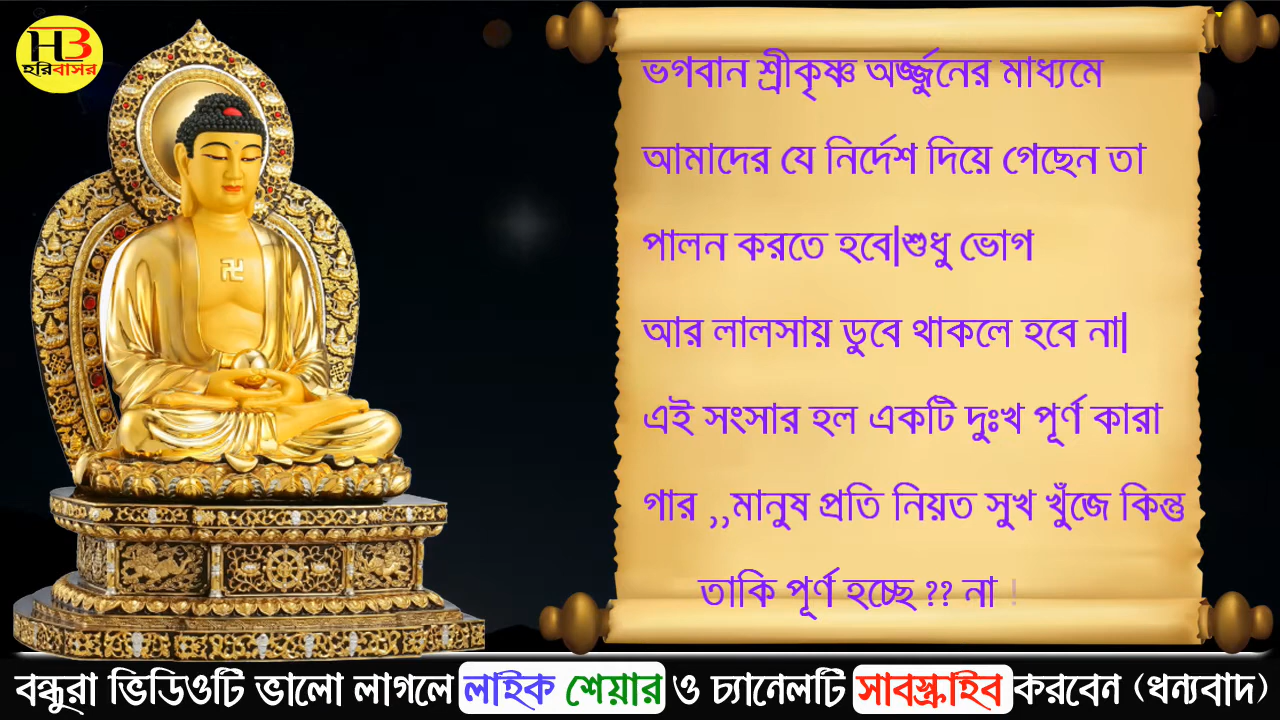 HB
হরিবাসর
ভগবান শ্রীকৃষ্ণ অর্জ্জুনের মাধ্যমে
আমাদের যে নির্দেশ দিয়ে গেছেন তা
পালন করতে হবে|শুধু ভোগ
আর লালসায় ডুবে থাকলে হবে না|
এই সংসার হল একটি দুঃখ পূর্ণ কারা
গার ,,মানুষ প্রতি নিয়ত সুখ খুঁজে কিন্তু
তাকি পূর্ণ হচ্ছে ?? না !
বন্ধুরা ভিডিওটি ভালো লাগলে লাইক শেয়ার ও চ্যানেলটি সাবস্ক্রাইব করবেন (ধন্যবাদ)